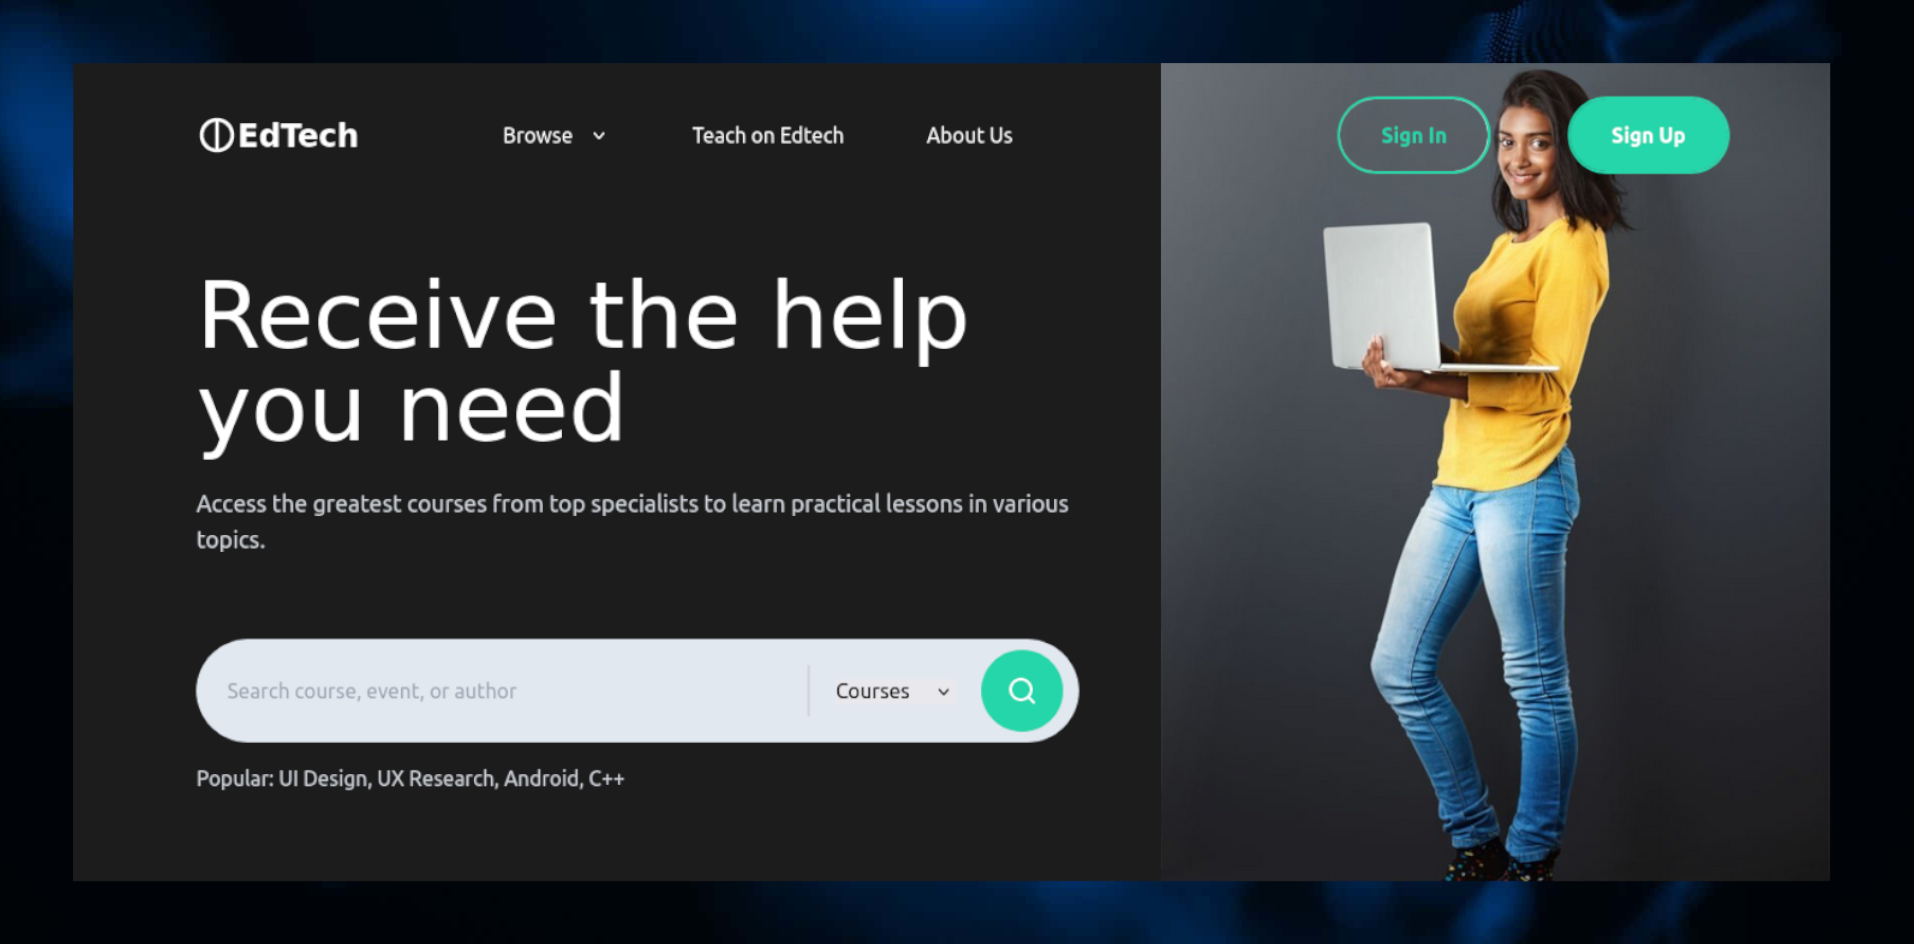 EdTech
Browse
Teach on Edtech
About Us
Sign In
Sign Up
Receive the help
you need
Access the greatest courses from top specialists to learn practical lessons in various
topics.
Search course, event, or author
Courses
Popular: UI Design, UX Research, Android, C++